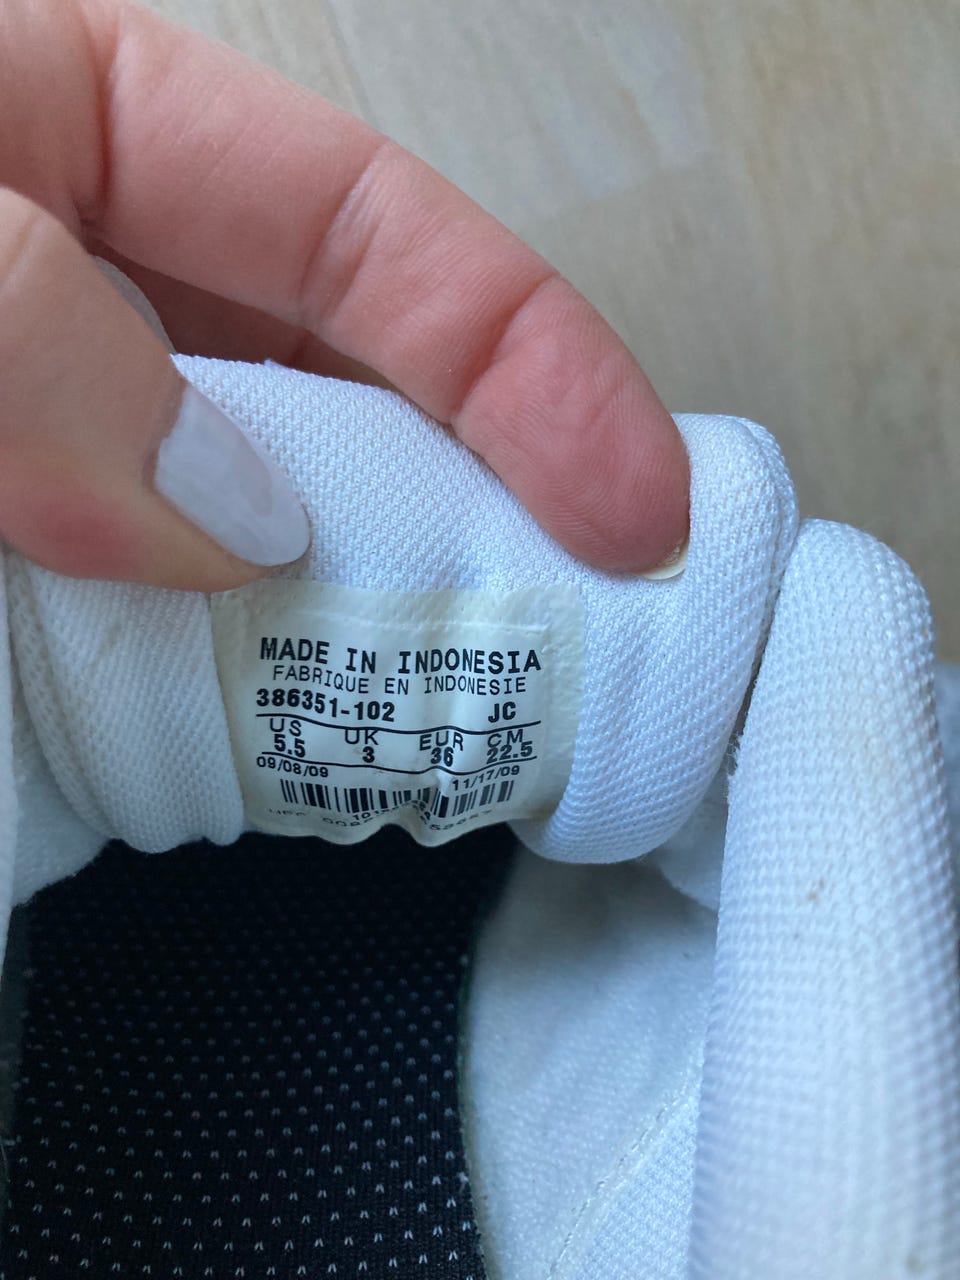 MADE IN INDONESIA
FABRIQUE EN INDONESIE
386351-102 JC
US UK EUR CM
5.5 3 36 22.5
09/08/09 11/17/09